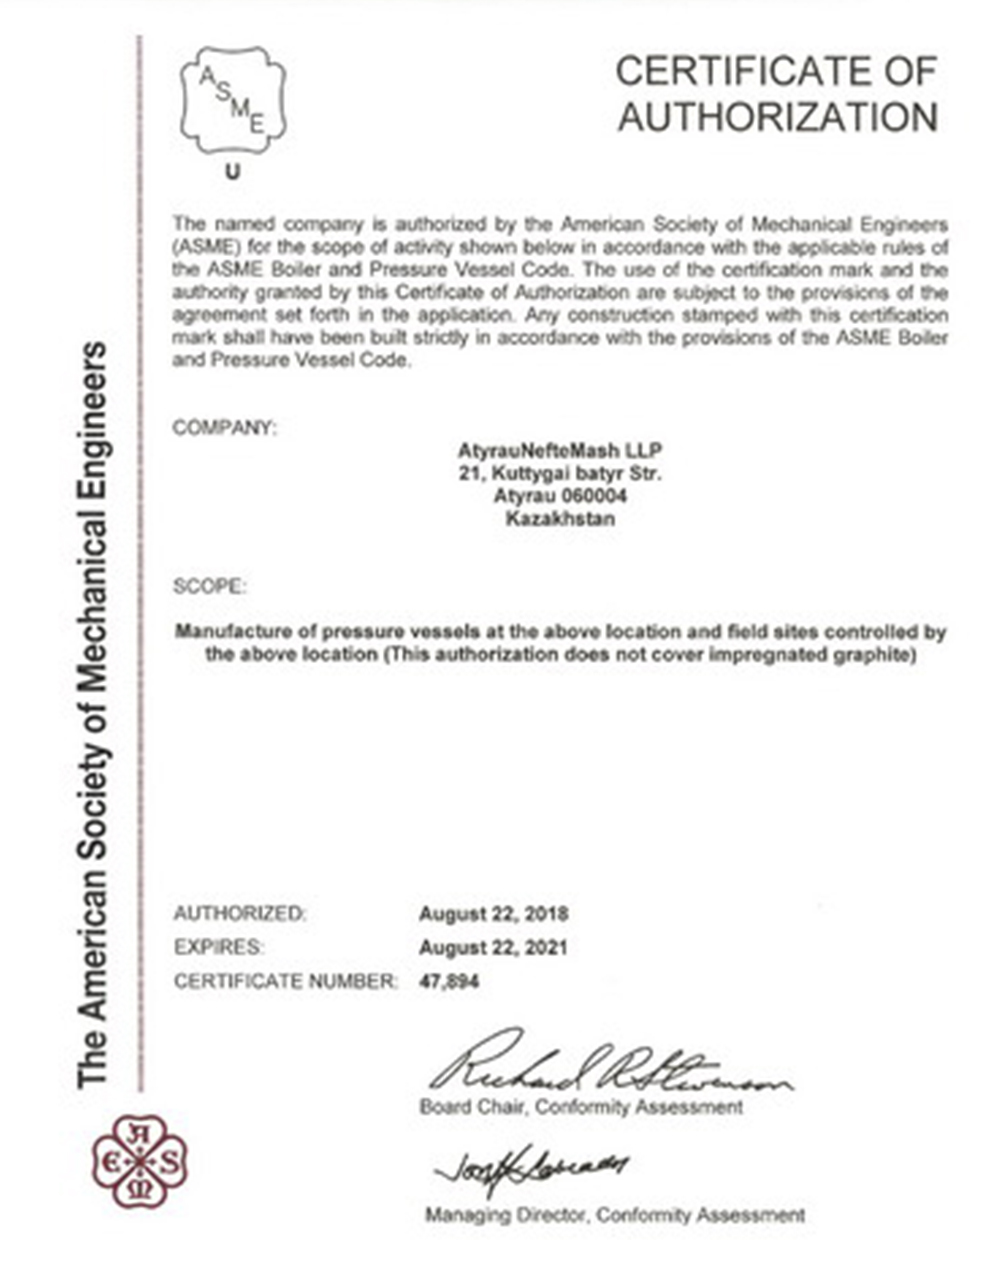 ASME
U
CERTIFICATE OF
AUTHORIZATION
The named company is authorized by the American Society of Mechanical Engineers
(ASME) for the scope of activity shown below in accordance with the applicable rules of
the ASME Boiler and Pressure Vessel Code. The use of the certification mark and the
authority granted by this Certificate of Authorization are subject to the provisions of the
agreement set forth in the application. Any construction stamped with this certification
mark shall have been built strictly in accordance with the provisions of the ASME Boiler
and Pressure Vessel Code.
COMPANY:
AtyrauNefteMash LLP
21, Kuttygai batyr Str.
Atyrau 060004
Kazakhstan
SCOPE:
Manufacture of pressure vessels at the above location and field sites controlled by
the above location (This authorization does not cover impregnated graphite)
AUTHORIZED: August 22, 2018
EXPIRES: August 22, 2021
CERTIFICATE NUMBER: 47,894
Richard R Stevenson
Board Chair, Conformity Assessment
Managing Director, Conformity Assessment
The American Society of Mechanical Engineers
ASME